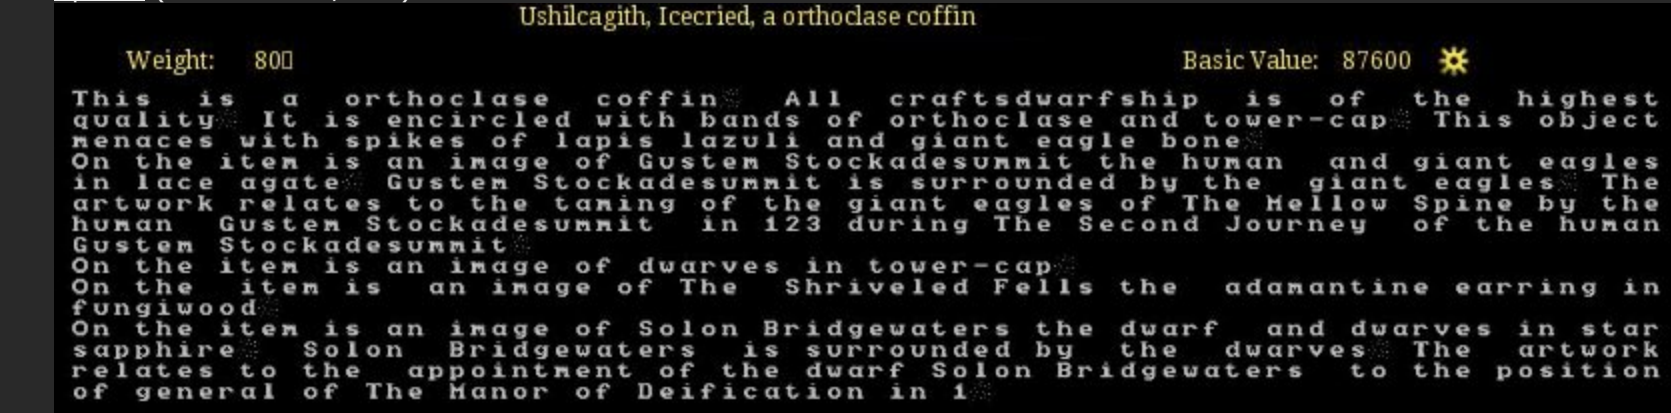 Ushilcagith, Icecried, a orthoclase coffin
Weight: 80
Basic Value: 87600
This is a orthoclase coffin All craftsdwarfship is of the highest
quality It is encircled with bands of orthoclase and tower-cap This object
menaces with spikes of lapis lazuli and giant eagle bone
On the item is an image of Gustem Stockadesummit the human and giant eagles
in lace agate Gustem Stockadesummit is surrounded by the giant eagles The
artwork relates to the taming of the giant eagles of The Mellow Spine by the
human Gustem Stockadesummit in 123 during The Second Journey of the human
Gustem Stockadesummit
On the item is an image of dwarves in tower-cap
On the item is an image of The Shriveled Fells the adamantine earring in
fungiwood
On the item is an image of Solon Bridgewaters the dwarf and dwarves in star
sapphire Solon Bridgewaters is surrounded by the dwarves The artwork
relates to the appointment of the dwarf Solon Bridgewaters to the position
of general of The Manor of Deification in 1